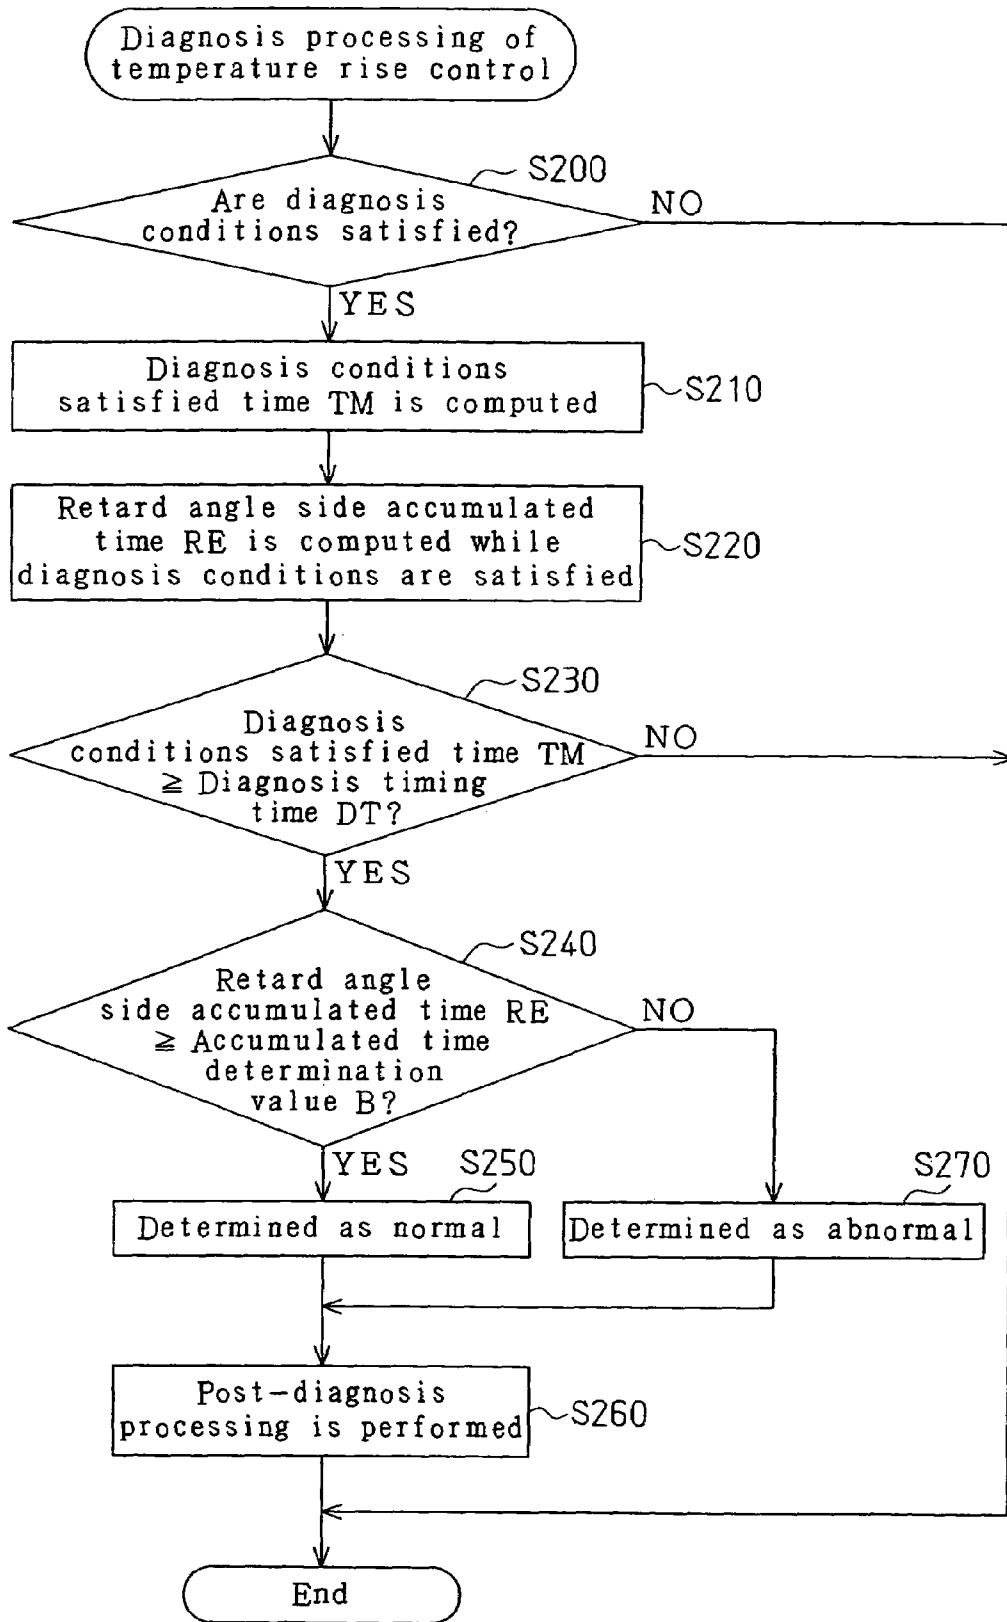 Diagnosis processing of
temperature rise control
S200
Are diagnosis
conditions satisfied?
NO
YES
Diagnosis conditions
satisfied time TM is computed
S210
Retard angle side accumulated
time RE is computed while
diagnosis conditions are satisfied
S220
S230
Diagnosis
conditions satisfied time TM
≧ Diagnosis timing
time DT?
NO
YES
S240
Retard angle
side accumulated time RE
≧ Accumulated time
determination
value B?
NO
YES
S250
Determined as normal
S270
Determined as abnormal
Post-diagnosis
processing is performed
S260
End